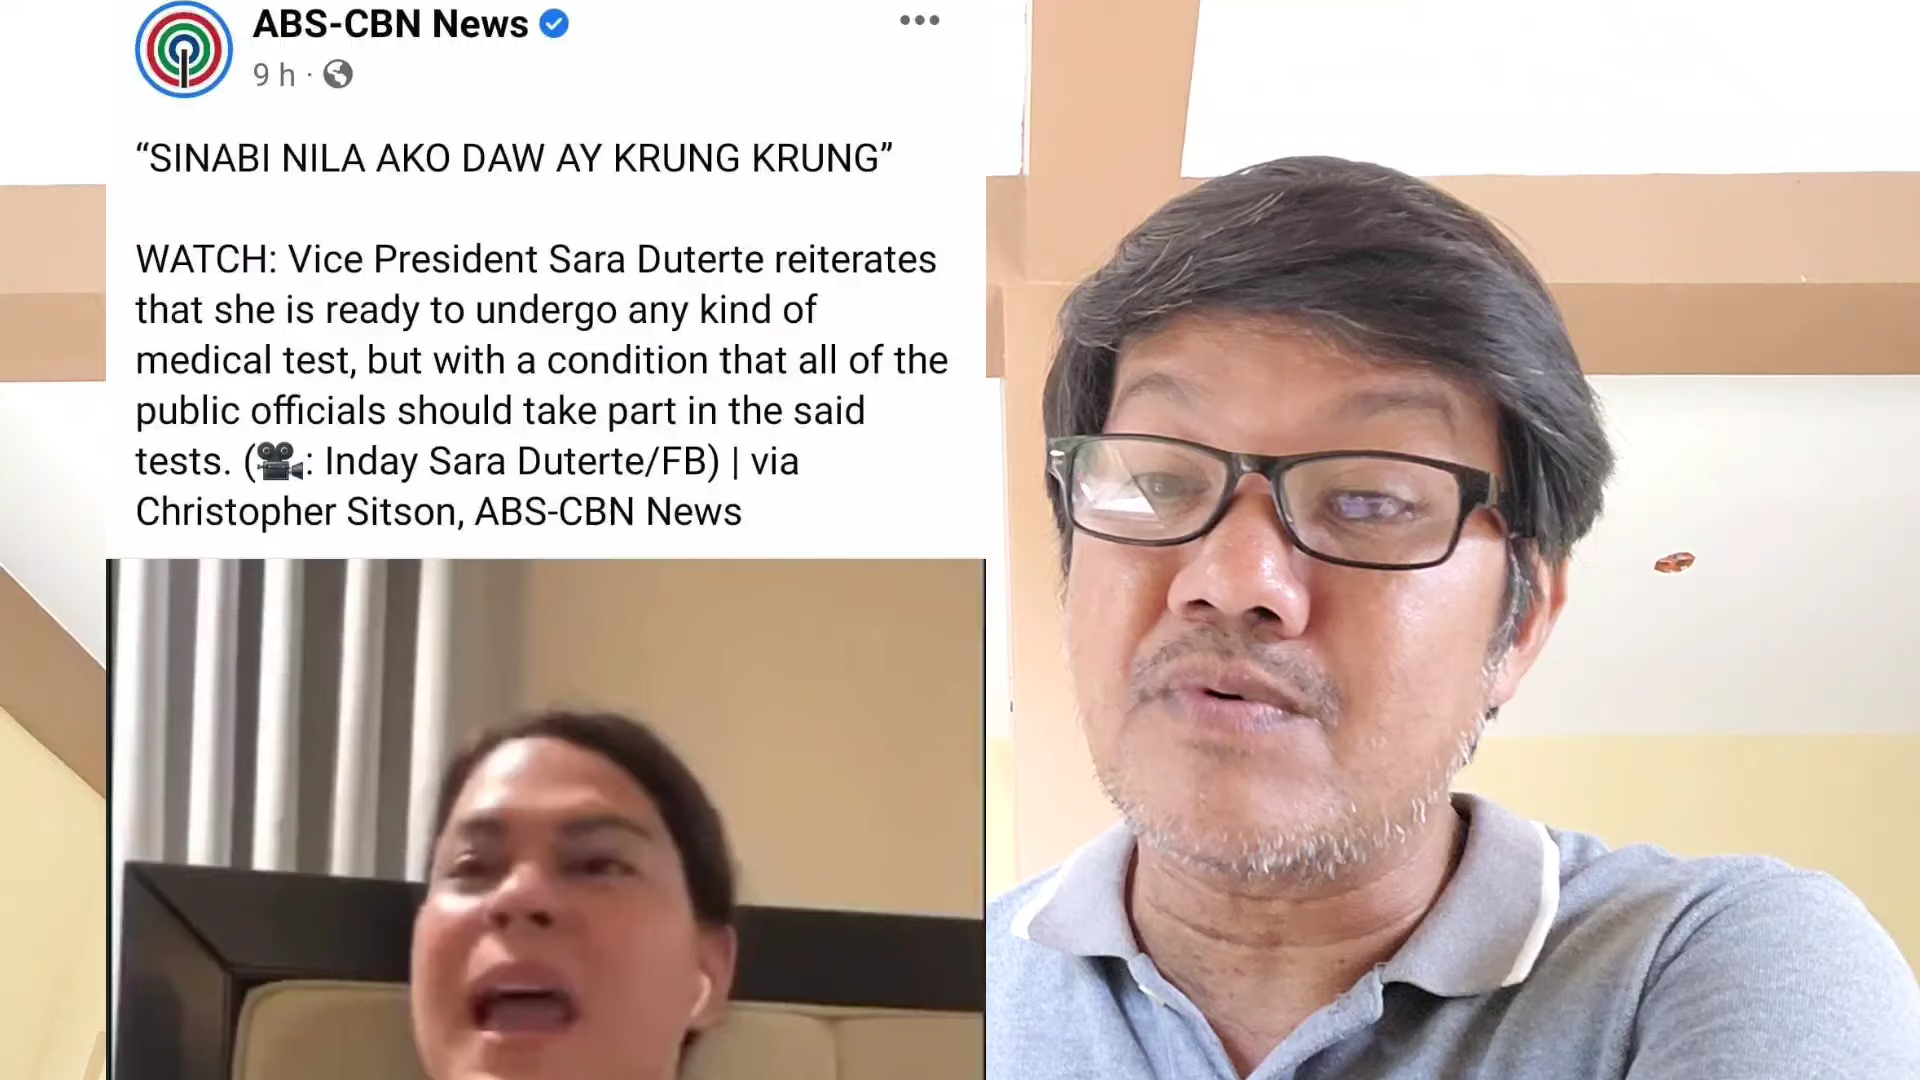 ABS-CBN News
9 h ·
“SINABI NILA AKO DAW AY KRUNG KRUNG”
WATCH: Vice President Sara Duterte reiterates
that she is ready to undergo any kind of
medical test, but with a condition that all of the
public officials should take part in the said
tests. (🎥: Inday Sara Duterte/FB) | via
Christopher Sitson, ABS-CBN News